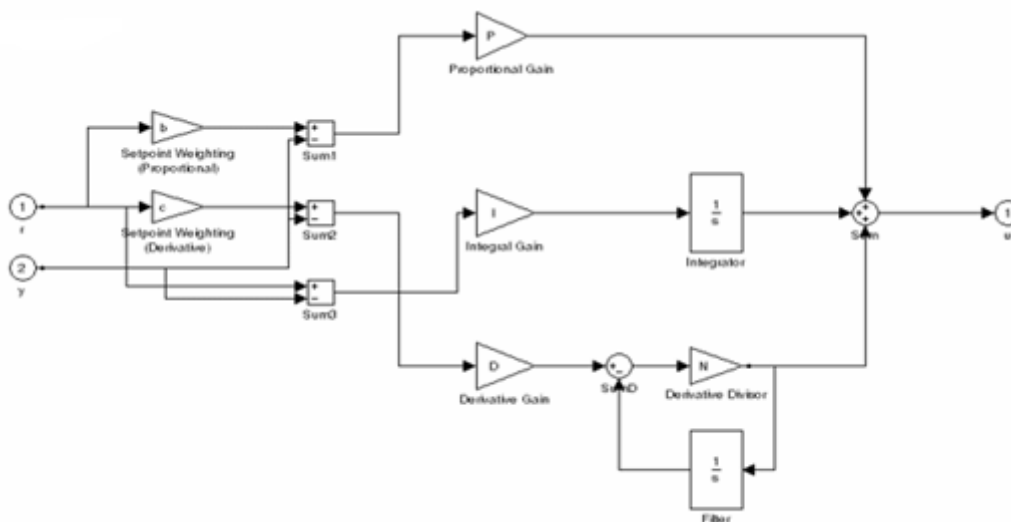 P
Proportional Gain
b
+
−
Setpoint Weighting
(Proportional)
Sum1
1
r
c
+
−
Setpoint Weighting
(Derivative)
Sum2
I
Integral Gain
1
s
Integrator
+
+
+
Sum
1
u
2
y
+
−
Sum3
D
Derivative Gain
+
−
SumD
N
Derivative Divisor
1
s
Filter